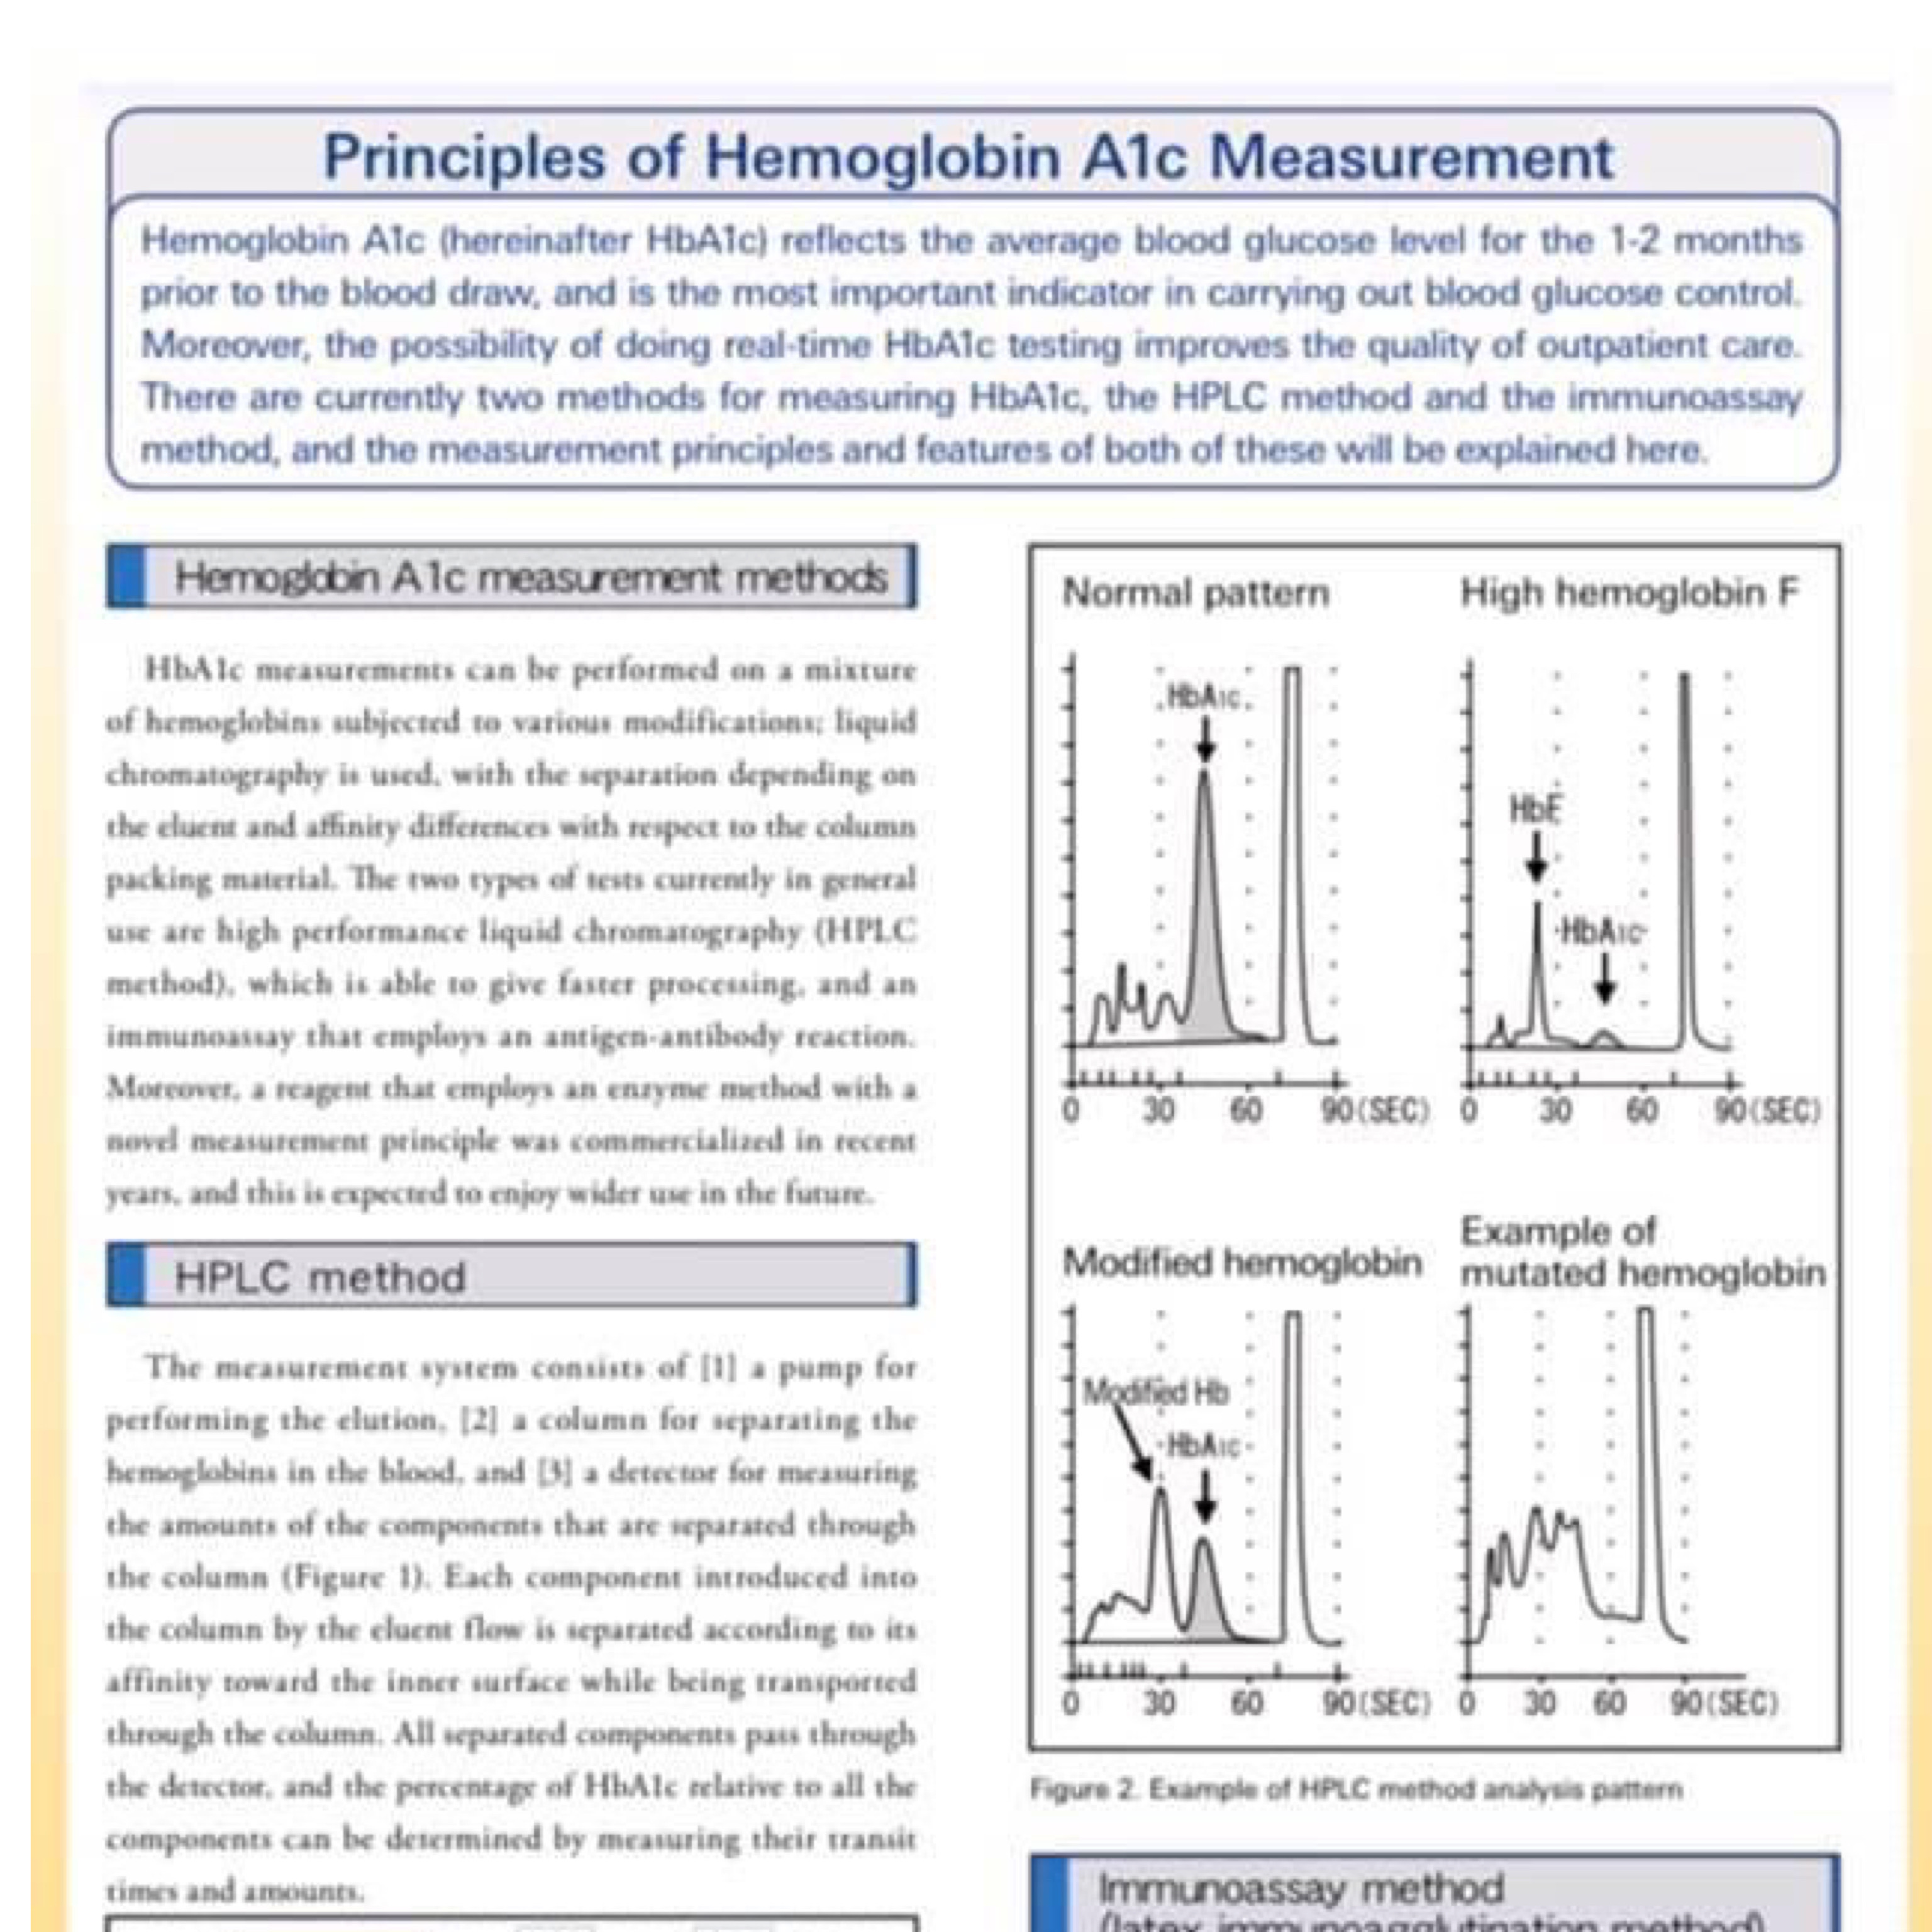 Principles of Hemoglobin A1c Measurement
Hemoglobin A1c (hereinafter HbA1c) reflects the average blood glucose level for the 1-2 months
prior to the blood draw, and is the most important indicator in carrying out blood glucose control.
Moreover, the possibility of doing real-time HbA1c testing improves the quality of outpatient care.
There are currently two methods for measuring HbA1c, the HPLC method and the immunoassay
method, and the measurement principles and features of both of these will be explained here.
Hemoglobin A1c measurement methods
HbA1c measurements can be performed on a mixture
of hemoglobins subjected to various modifications; liquid
chromatography is used, with the separation depending on
the eluent and affinity differences with respect to the column
packing material. The two types of tests currently in general
use are high performance liquid chromatography (HPLC
method), which is able to give faster processing, and an
immunoassay that employs an antigen-antibody reaction.
Moreover, a reagent that employs an enzyme method with a
novel measurement principle was commercialized in recent
years, and this is expected to enjoy wider use in the future.
HPLC method
The measurement system consists of [1] a pump for
performing the elution, [2] a column for separating the
hemoglobins in the blood, and [3] a detector for measuring
the amounts of the components that are separated through
the column (Figure 1). Each component introduced into
the column by the eluent flow is separated according to its
affinity toward the inner surface while being transported
through the column. All separated components pass through
the detector, and the percentage of HbA1c relative to all the
components can be determined by measuring their transit
times and amounts.
Normal pattern
HbA1C
0 30 60 90(SEC)
High hemoglobin F
HbF
HbA1C
0 30 60 90(SEC)
Modified hemoglobin
Modified Hb
HbA1C
0 30 60 90(SEC)
Example of
mutated hemoglobin
0 30 60 90(SEC)
Figure 2. Example of HPLC method analysis pattern
Immunoassay method
(latex immunoagglutination method)